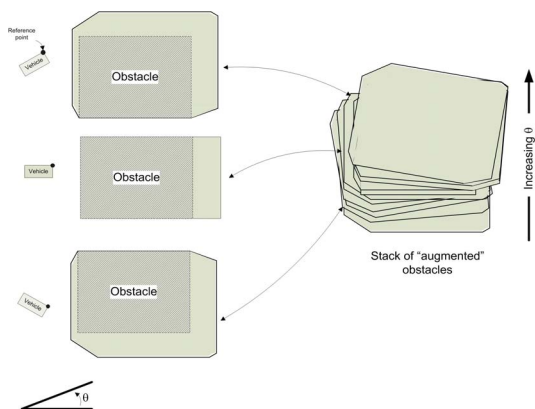 Reference
point
Vehicle
Obstacle
Vehicle
Obstacle
Vehicle
Obstacle
θ
Stack of “augmented”
obstacles
Increasing θ